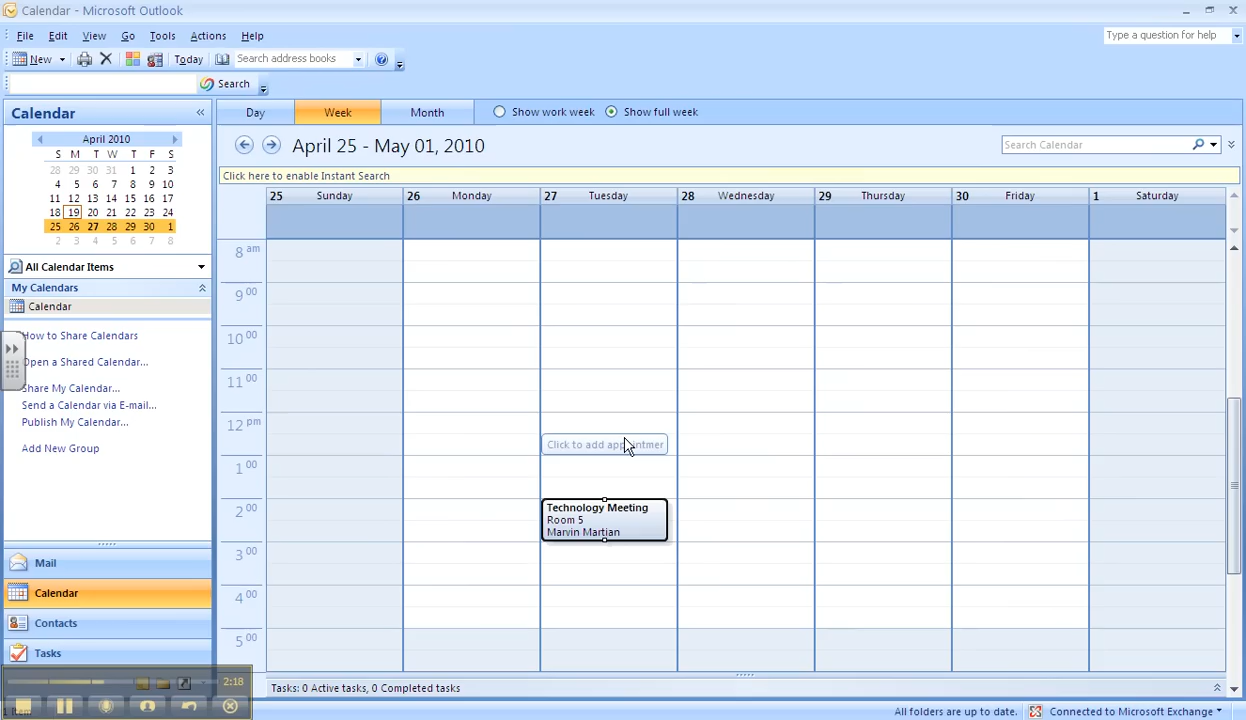 Calendar - Microsoft Outlook
File Edit View Go Tools Actions Help
Type a question for help
New Today Search address books
Search
Calendar
Day Week Month Show work week Show full week
April 2010
April 25 - May 01, 2010
Search Calendar
S M T W T F S
28 29 30 31 1 2 3
4 5 6 7 8 9 10
11 12 13 14 15 16 17
18 19 20 21 22 23 24
25 26 27 28 29 30 1
2 3 4 5 6 7 8
Click here to enable Instant Search
25 Sunday 26 Monday 27 Tuesday 28 Wednesday 29 Thursday 30 Friday 1 Saturday
All Calendar Items
My Calendars
Calendar
How to Share Calendars
Open a Shared Calendar...
Share My Calendar...
Send a Calendar via E-mail...
Publish My Calendar...
Add New Group
8 am
9 00
10 00
11 00
12 pm
Click to add appointmer
1 00
2 00
Technology Meeting
Room 5
Marvin Martian
3 00
4 00
5 00
Mail
Calendar
Contacts
Tasks
2:18
Tasks: 0 Active tasks, 0 Completed tasks
1 Item
All folders are up to date. Connected to Microsoft Exchange